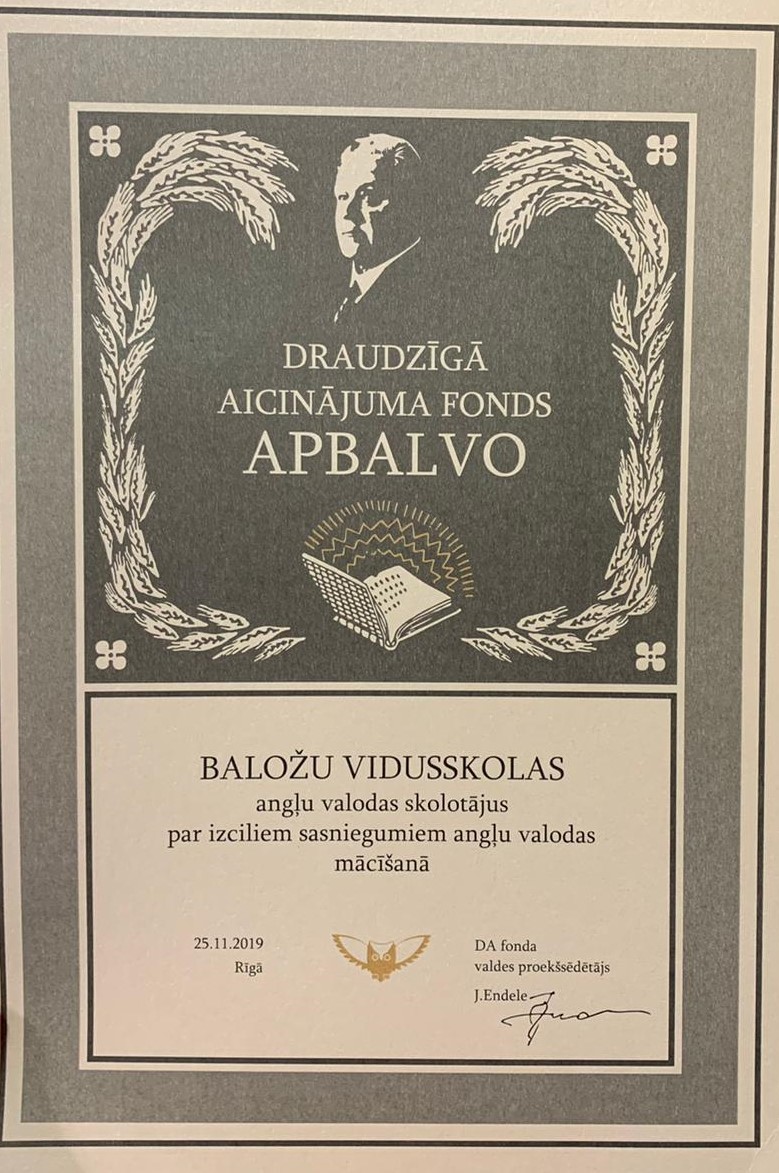 DRAUDZĪGĀ
AICINĀJUMA FONDS
APBALVO
BALOŽU VIDUSSKOLAS
angļu valodas skolotājus
par izciliem sasniegumiem angļu valodas
mācīšanā
25.11.2019
Rīgā
DA fonda
valdes proekšsēdētājs
J.Endele